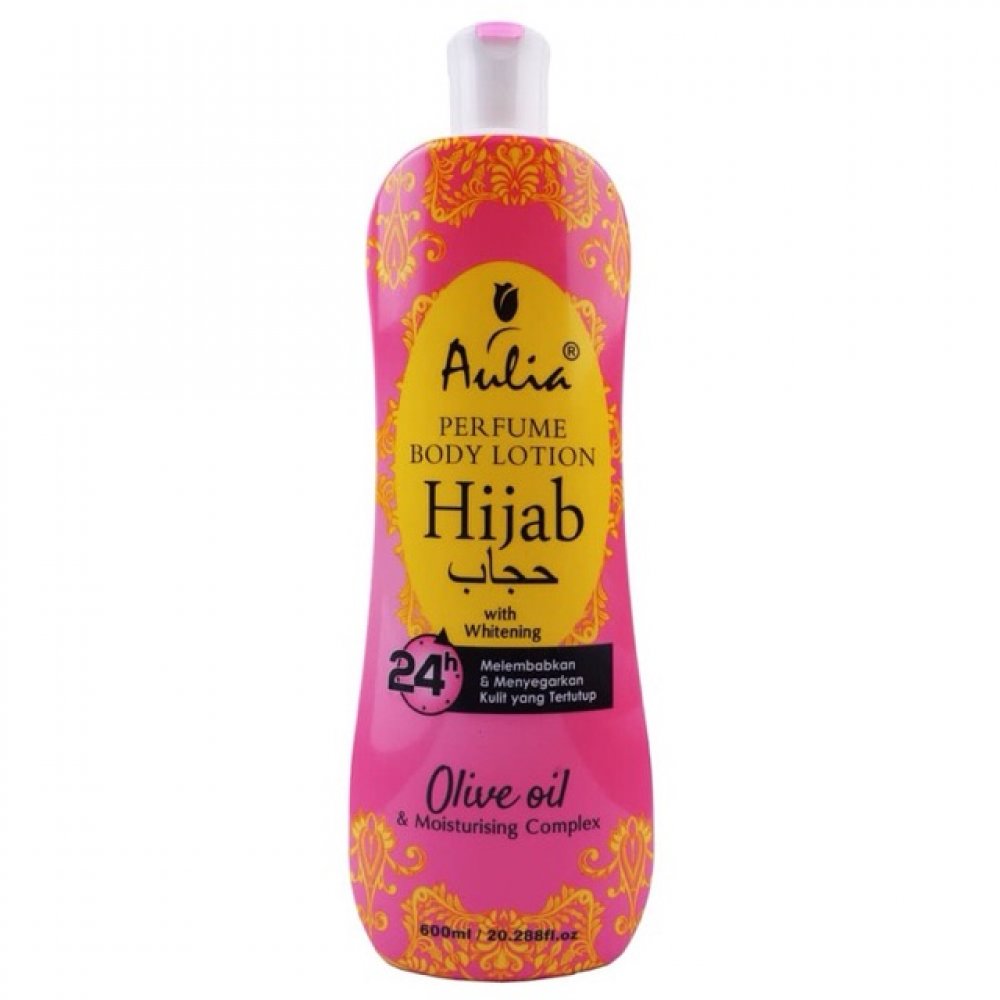 Aulia®
PERFUME
BODY LOTION
Hijab
حجاب
with
Whitening
24h
Melembabkan
& Menyegarkan
Kulit yang Tertutup
Olive oil
& Moisturising Complex
600ml / 20.288fl.oz